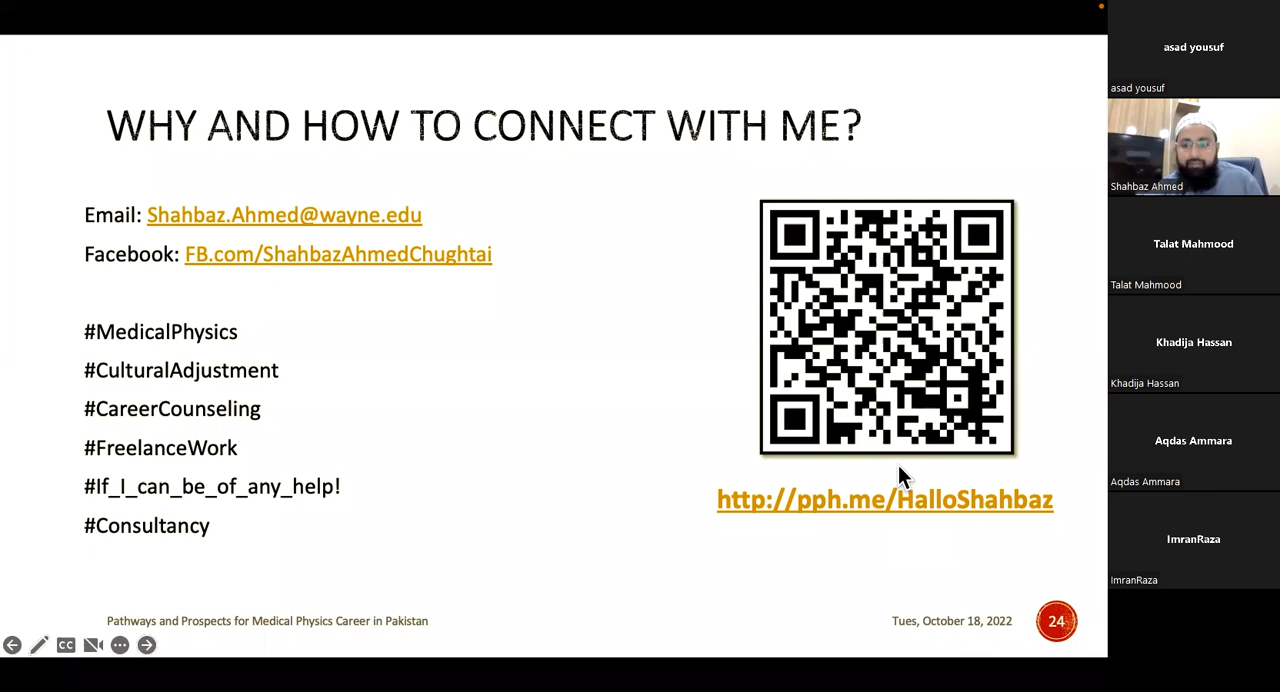 WHY AND HOW TO CONNECT WITH ME?
Email: Shahbaz.Ahmed@wayne.edu
Facebook: FB.com/ShahbazAhmedChughtai
#MedicalPhysics
#CulturalAdjustment
#CareerCounseling
#FreelanceWork
#If_I_can_be_of_any_help!
#Consultancy
http://pph.me/HalloShahbaz
Pathways and Prospects for Medical Physics Career in Pakistan
Tues, October 18, 2022
24
CC
asad yousuf
asad yousuf
Shahbaz Ahmed
Talat Mahmood
Talat Mahmood
Khadija Hassan
Khadija Hassan
Aqdas Ammara
Aqdas Ammara
ImranRaza
ImranRaza